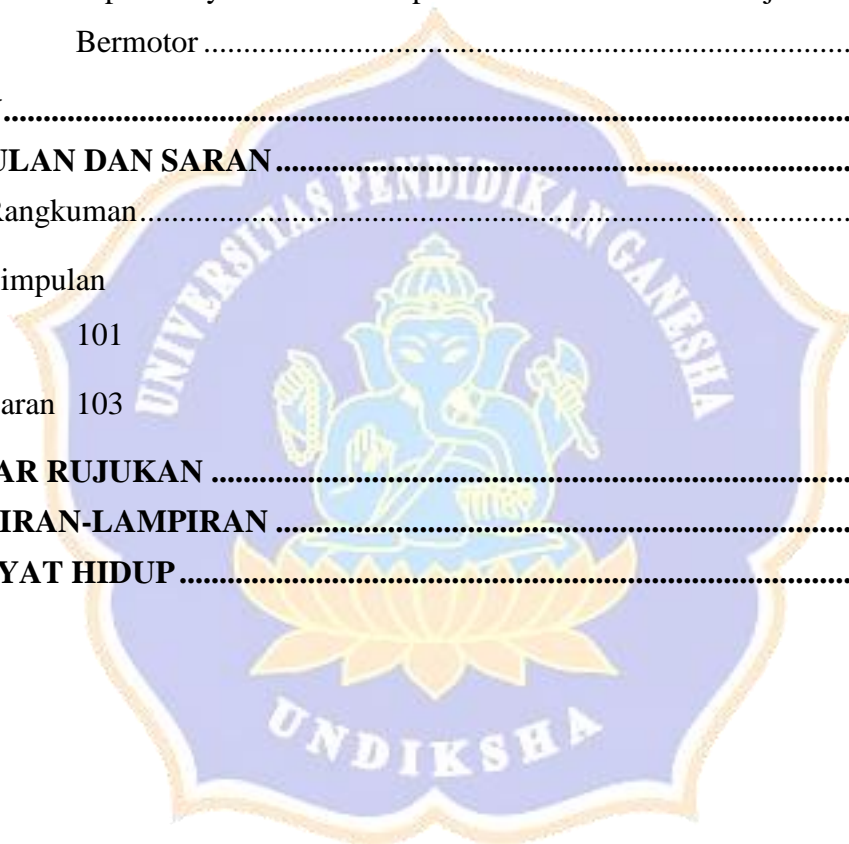 Bermotor ......................................................................................................
ULAN DAN SARAN ......................................................................................
Rangkuman ......................................................................................................
impulan
101
aran 103
AR RUJUKAN ......................................................................................
IRAN-LAMPIRAN ......................................................................................
YAT HIDUP ......................................................................................
UNIVERSITAS PENDIDIKAN GANESHA
UNDIKSHA